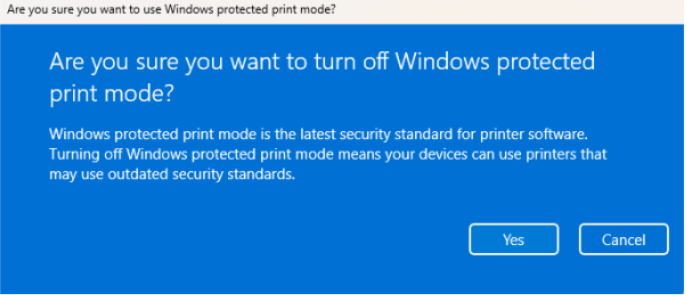 Are you sure you want to use Windows protected print mode?
Are you sure you want to turn off Windows protected
print mode?
Windows protected print mode is the latest security standard for printer software.
Turning off Windows protected print mode means your devices can use printers that
may use outdated security standards.
Yes
Cancel